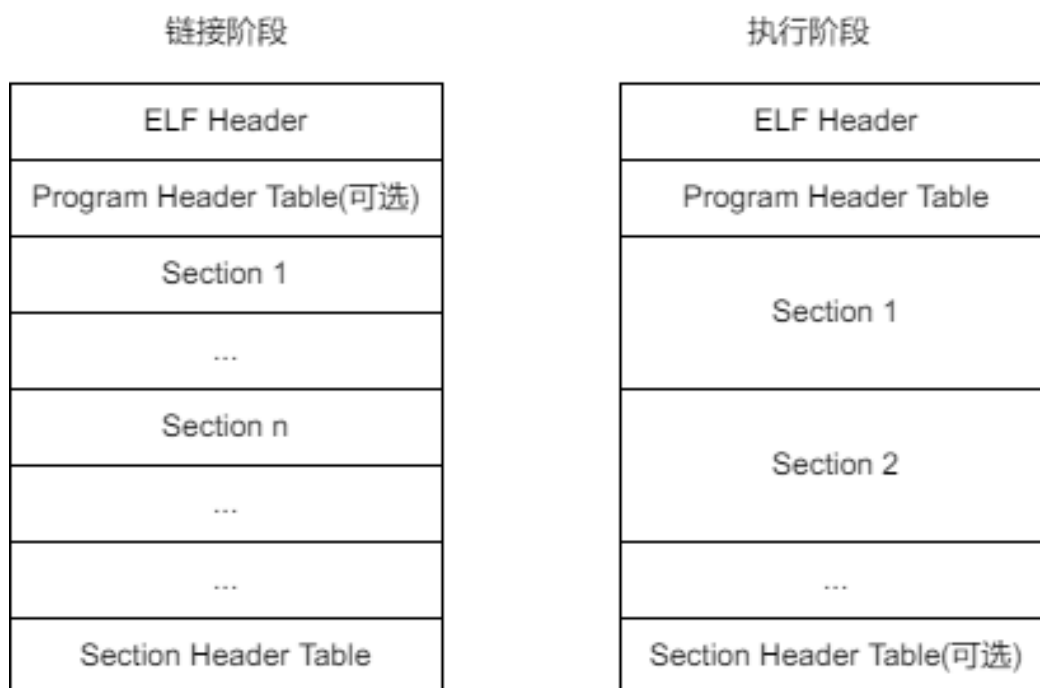 链接阶段
ELF Header
Program Header Table(可选)
Section 1
...
Section n
...
...
Section Header Table
执行阶段
ELF Header
Program Header Table
Section 1
Section 2
...
Section Header Table(可选)